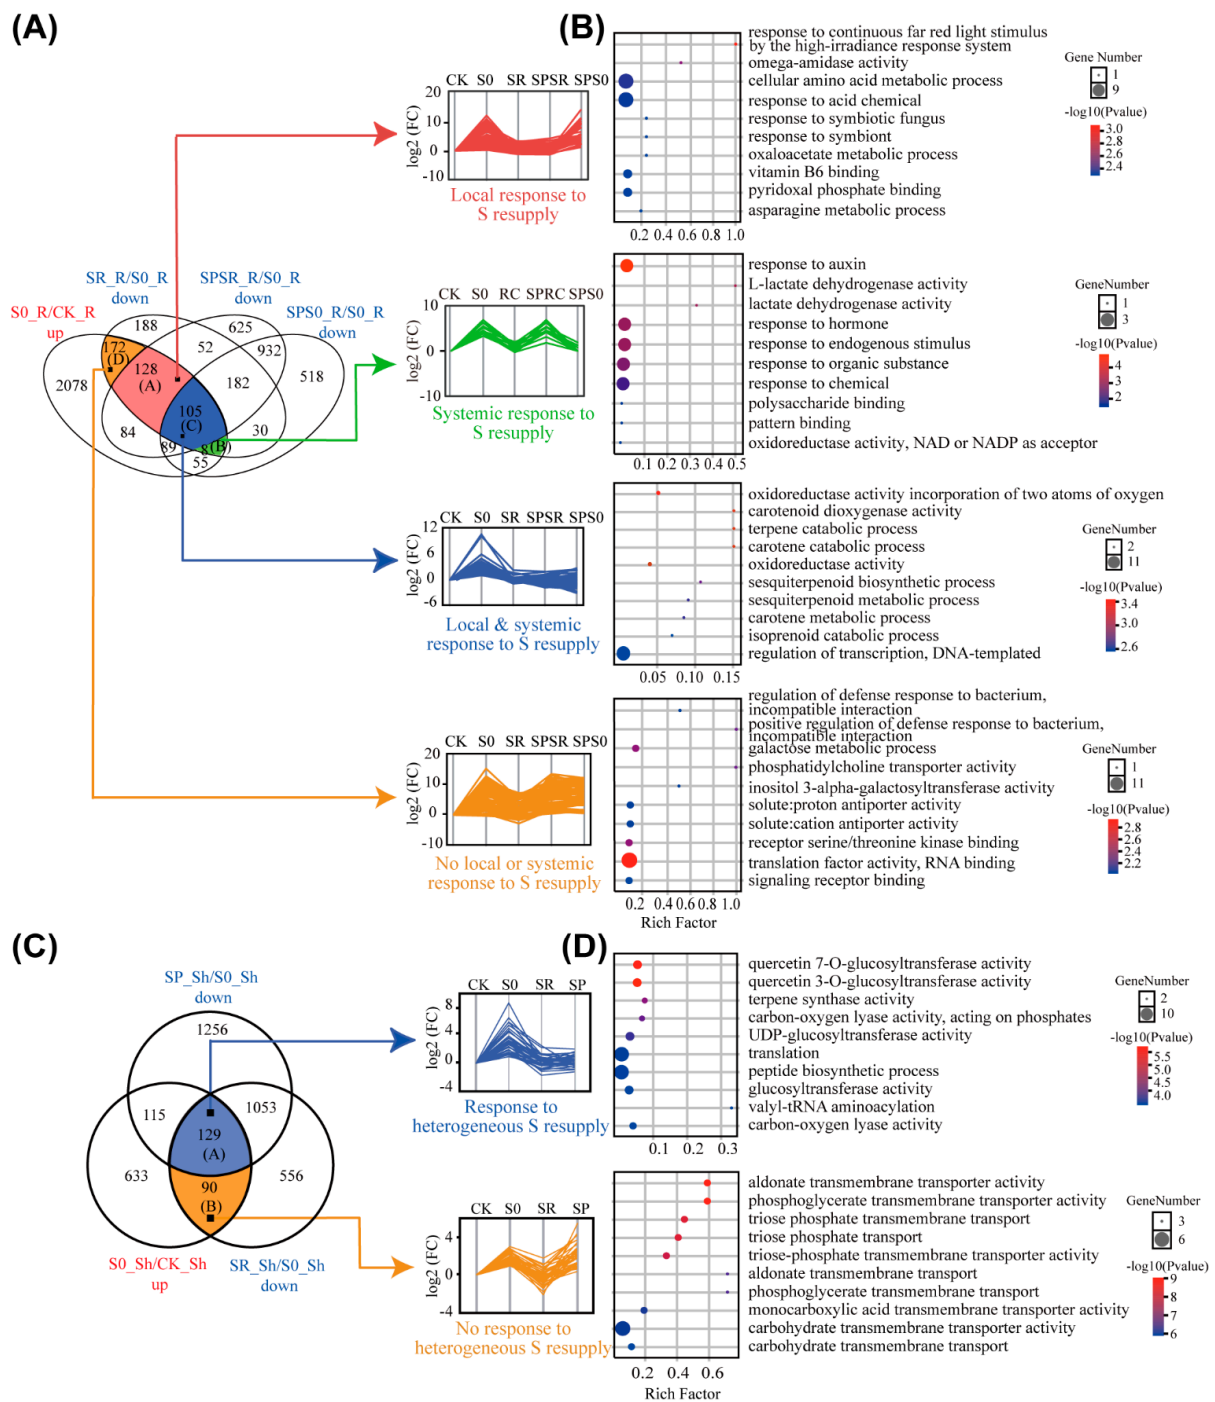 (A)
(B)
CK S0 SR SPSR SPS0
log2 (FC)
20
10
0
-10
Local response to
S resupply
response to continuous far red light stimulus
by the high-irradiance response system
omega-amidase activity
cellular amino acid metabolic process
response to acid chemical
response to symbiotic fungus
response to symbiont
oxaloacetate metabolic process
vitamin B6 binding
pyridoxal phosphate binding
asparagine metabolic process
0.2 0.4 0.6 0.8 1.0
Gene Number
1
9
-log10(Pvalue)
3.0
2.8
2.6
2.4
SR_R/S0_R
down
SPSR_R/S0_R
down
S0_R/CK_R
up
SPS0_R/S0_R
down
188
625
172
(D)
52
932
128
(A)
2078
182
518
105
(C)
84
30
89
8
(B)
55
CK S0 RC SPRC SPS0
log2 (FC)
10
0
-10
Systemic response to
S resupply
response to auxin
L-lactate dehydrogenase activity
lactate dehydrogenase activity
response to hormone
response to endogenous stimulus
response to organic substance
response to chemical
polysaccharide binding
pattern binding
oxidoreductase activity, NAD or NADP as acceptor
0.1 0.2 0.3 0.4 0.5
GeneNumber
1
3
-log10(Pvalue)
4
3
2
CK S0 SR SPSR SPS0
log2 (FC)
12
6
0
-6
Local & systemic
response to S resupply
oxidoreductase activity incorporation of two atoms of oxygen
carotenoid dioxygenase activity
terpene catabolic process
carotene catabolic process
oxidoreductase activity
sesquiterpenoid biosynthetic process
sesquiterpenoid metabolic process
carotene metabolic process
isoprenoid catabolic process
regulation of transcription, DNA-templated
0.05 0.10 0.15
GeneNumber
2
11
-log10(Pvalue)
3.4
3.0
2.6
CK S0 SR SPSR SPS0
log2 (FC)
20
10
0
-10
No local or systemic
response to S resupply
regulation of defense response to bacterium,
incompatible interaction
positive regulation of defense response to bacterium,
incompatible interaction
galactose metabolic process
phosphatidylcholine transporter activity
inositol 3-alpha-galactosyltransferase activity
solute:proton antiporter activity
solute:cation antiporter activity
receptor serine/threonine kinase binding
translation factor activity, RNA binding
signaling receptor binding
0.2 0.4 0.6 0.8 1.0
Rich Factor
GeneNumber
1
11
-log10(Pvalue)
2.8
2.6
2.4
2.2
(C)
(D)
SP_Sh/S0_Sh
down
1256
115
1053
129
(A)
633
556
90
(B)
S0_Sh/CK_Sh
up
SR_Sh/S0_Sh
down
CK S0 SR SP
log2 (FC)
8
4
0
-4
Response to
heterogeneous S resupply
quercetin 7-O-glucosyltransferase activity
quercetin 3-O-glucosyltransferase activity
terpene synthase activity
carbon-oxygen lyase activity, acting on phosphates
UDP-glucosyltransferase activity
translation
peptide biosynthetic process
glucosyltransferase activity
valyl-tRNA aminoacylation
carbon-oxygen lyase activity
0.1 0.2 0.3
GeneNumber
2
10
-log10(Pvalue)
5.5
5.0
4.5
4.0
CK S0 SR SP
log2 (FC)
4
0
-4
No response to
heterogeneous S resupply
aldonate transmembrane transporter activity
phosphoglycerate transmembrane transporter activity
triose phosphate transmembrane transport
triose phosphate transport
triose-phosphate transmembrane transporter activity
aldonate transmembrane transport
phosphoglycerate transmembrane transport
monocarboxylic acid transmembrane transporter activity
carbohydrate transmembrane transporter activity
carbohydrate transmembrane transport
0.2 0.4 0.6
Rich Factor
GeneNumber
3
6
-log10(Pvalue)
9
8
7
6